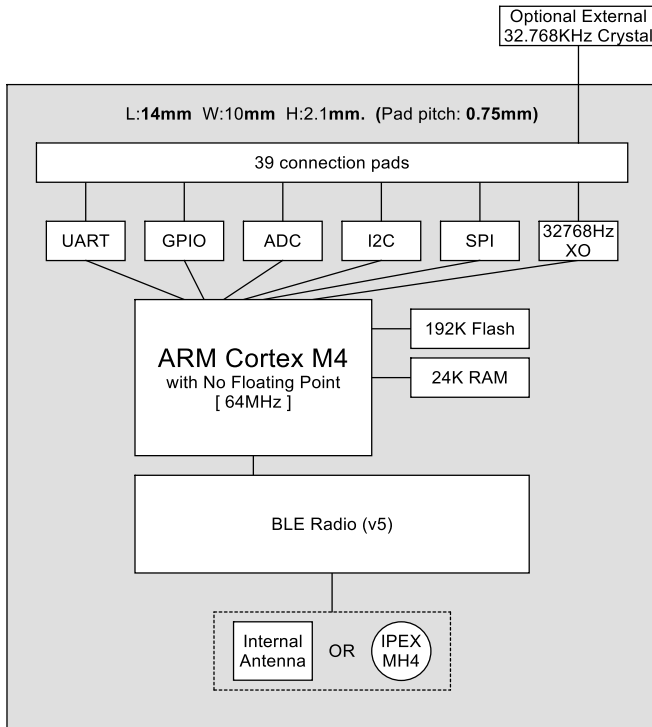 Optional External
32.768KHz Crystal
L:14mm W:10mm H:2.1mm. (Pad pitch: 0.75mm)
39 connection pads
UART
GPIO
ADC
I2C
SPI
32768Hz
XO
ARM Cortex M4
with No Floating Point
[ 64MHz ]
192K Flash
24K RAM
BLE Radio (v5)
Internal
Antenna
OR
IPEX
MH4